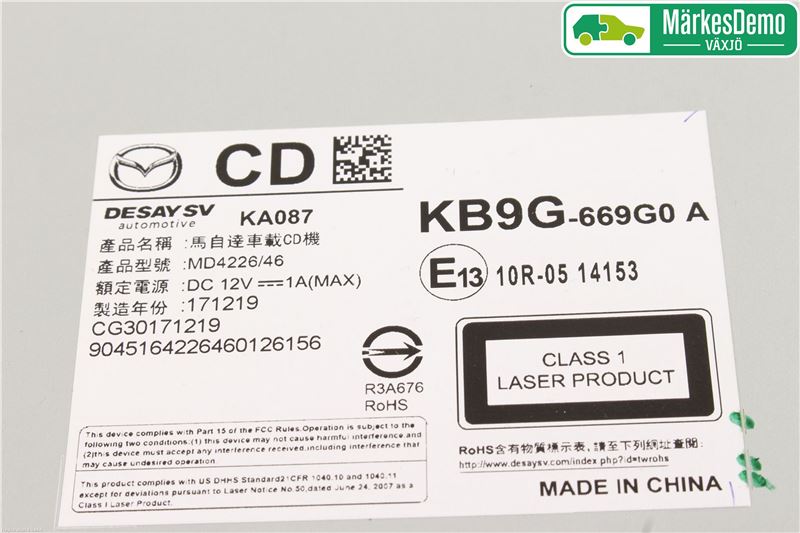 MärkesDemo
VÄXJÖ
CD
DESAY SV
automotive
KA087
產品名稱 : 馬自達車載CD機
產品型號 : MD4226/46
額定電源 : DC 12V ⎓ 1A(MAX)
製造年份 : 171219
CG30171219
9045164226460126156
R3A676
RoHS
This device complies with Part 15 of the FCC Rules.Operation is subject to the
following two conditions:(1) this device may not cause harmful interference,and
(2)this device must accept any interference received,including interference that
may cause undesired operation.
This product complies with US DHHS Standard21CFR 1040.10 and 1040.11
except for deviations pursuant to Laser Notice No.50,dated June 24, 2007 as a
Class I Laser Product.
KB9G-669G0 A
E13 10R-05 14153
CLASS 1
LASER PRODUCT
RoHS含有物質標示表, 請至下列網址查閱:
http://www.desaysv.com/index.php?id=twrohs
MADE IN CHINA